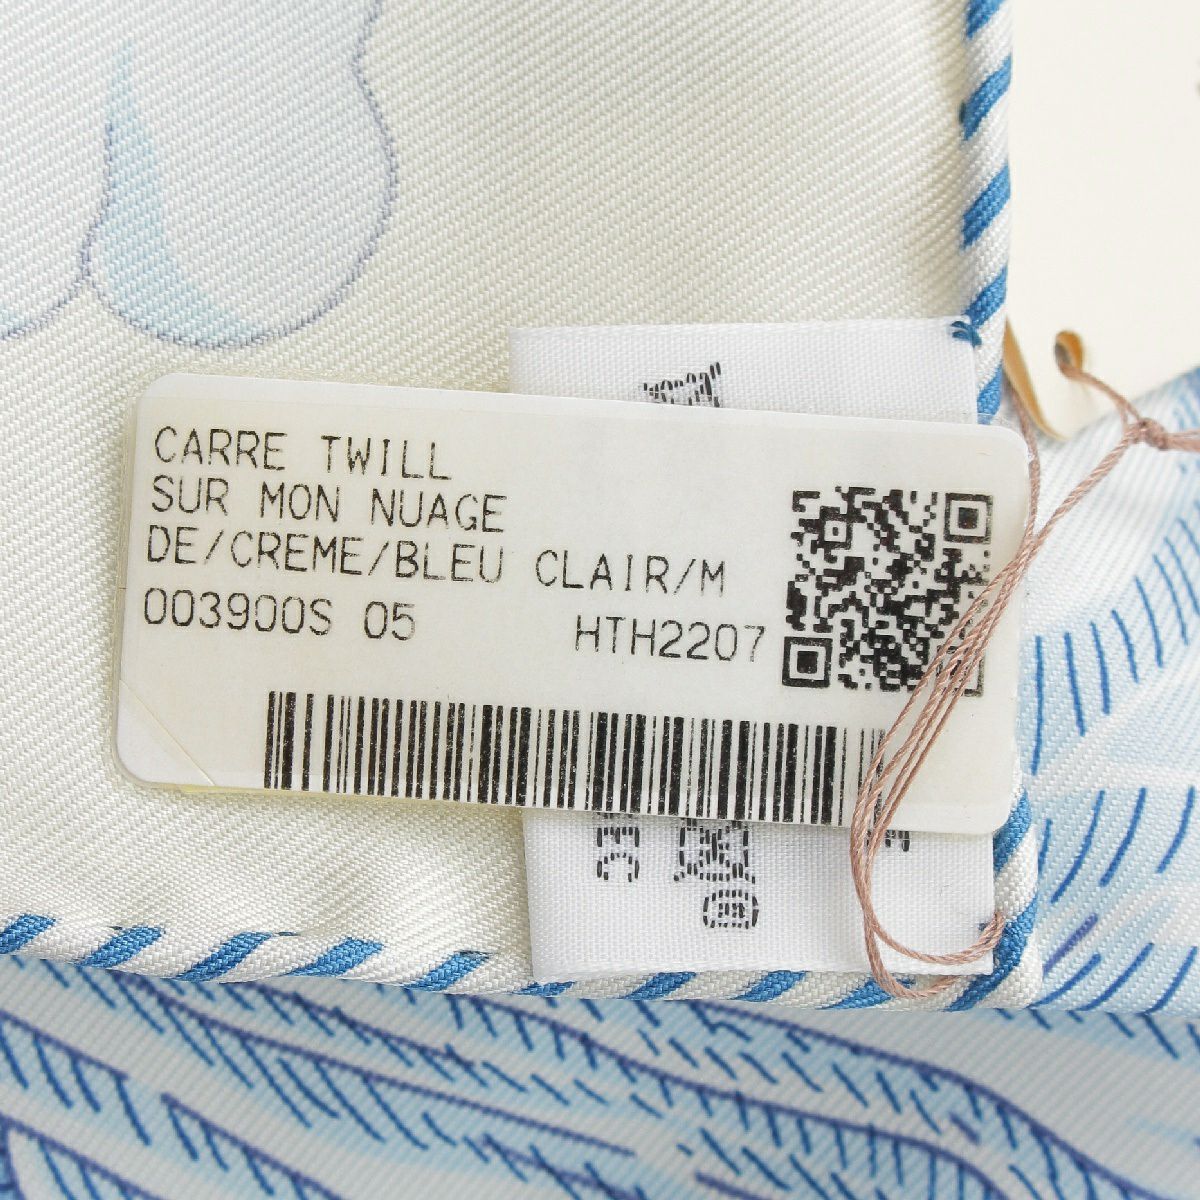 CARRE TWILL
SUR MON NUAGE
DE/CREME/BLEU CLAIR/M
003900S 05 HTH2207